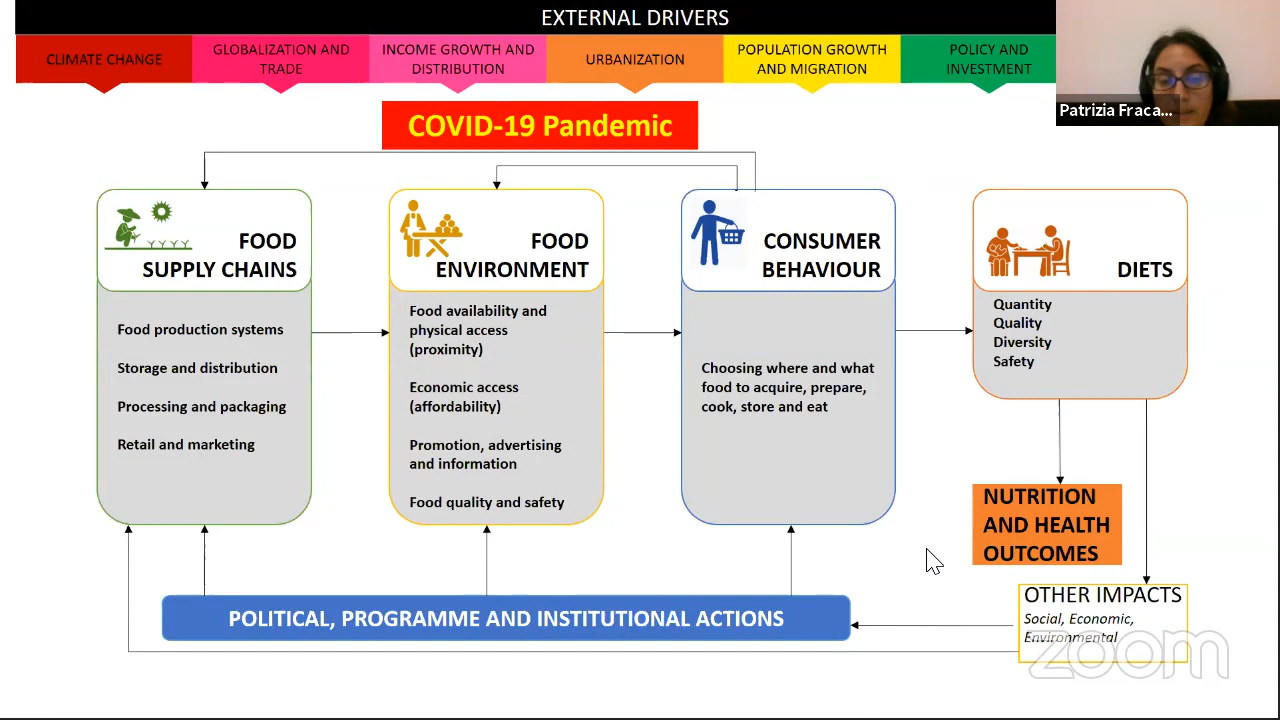 EXTERNAL DRIVERS
CLIMATE CHANGE
GLOBALIZATION AND
TRADE
INCOME GROWTH AND
DISTRIBUTION
URBANIZATION
POPULATION GROWTH
AND MIGRATION
POLICY AND
INVESTMENT
Patrizia Fraca...
COVID-19 Pandemic
FOOD
SUPPLY CHAINS
Food production systems
Storage and distribution
Processing and packaging
Retail and marketing
FOOD
ENVIRONMENT
Food availability and
physical access
(proximity)
Economic access
(affordability)
Promotion, advertising
and information
Food quality and safety
CONSUMER
BEHAVIOUR
Choosing where and what
food to acquire, prepare,
cook, store and eat
DIETS
Quantity
Quality
Diversity
Safety
NUTRITION
AND HEALTH
OUTCOMES
OTHER IMPACTS
Social, Economic,
Environmental
POLITICAL, PROGRAMME AND INSTITUTIONAL ACTIONS
zoom